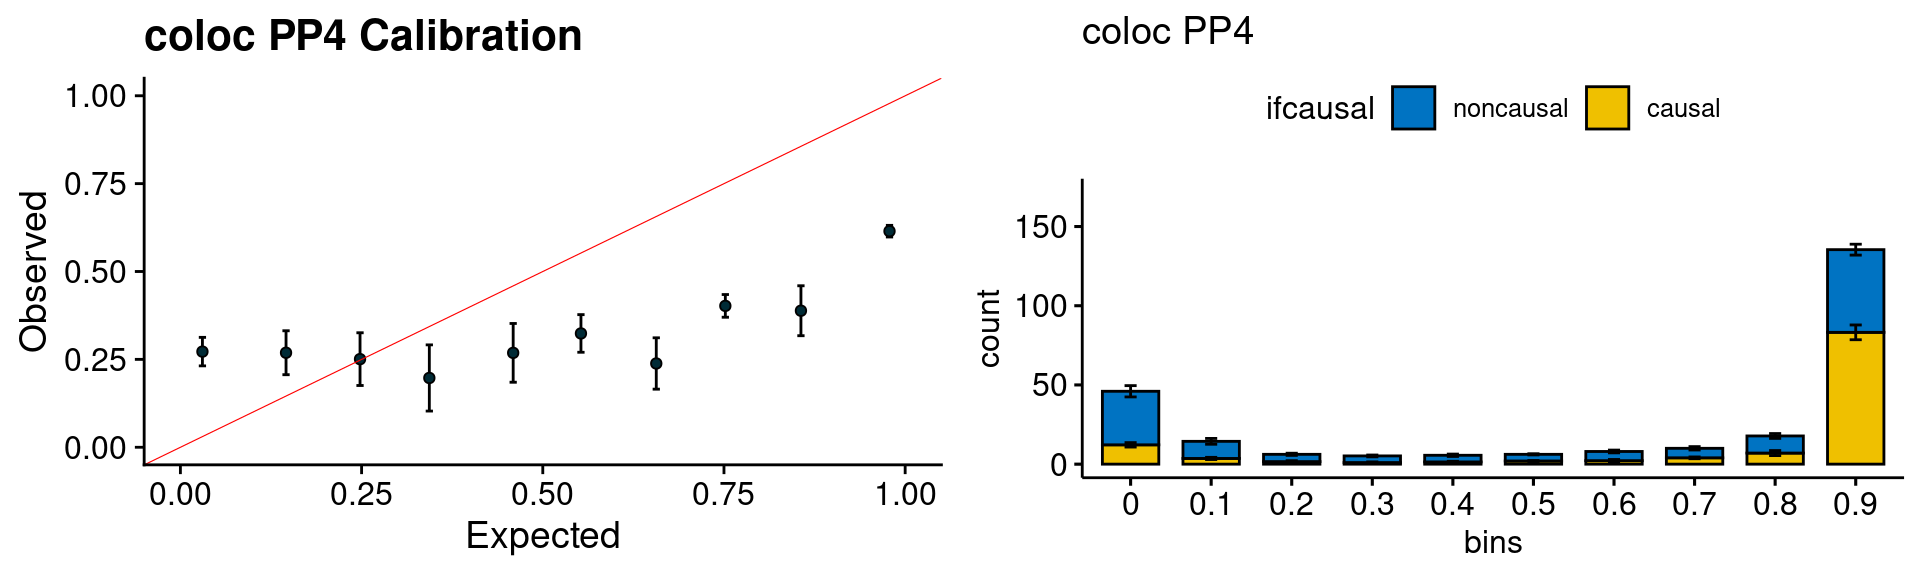 coloc PP4 Calibration
Observed
1.00
0.75
0.50
0.25
0.00
0.00 0.25 0.50 0.75 1.00
Expected
coloc PP4
ifcausal noncausal causal
count
150
100
50
0
0 0.1 0.2 0.3 0.4 0.5 0.6 0.7 0.8 0.9
bins